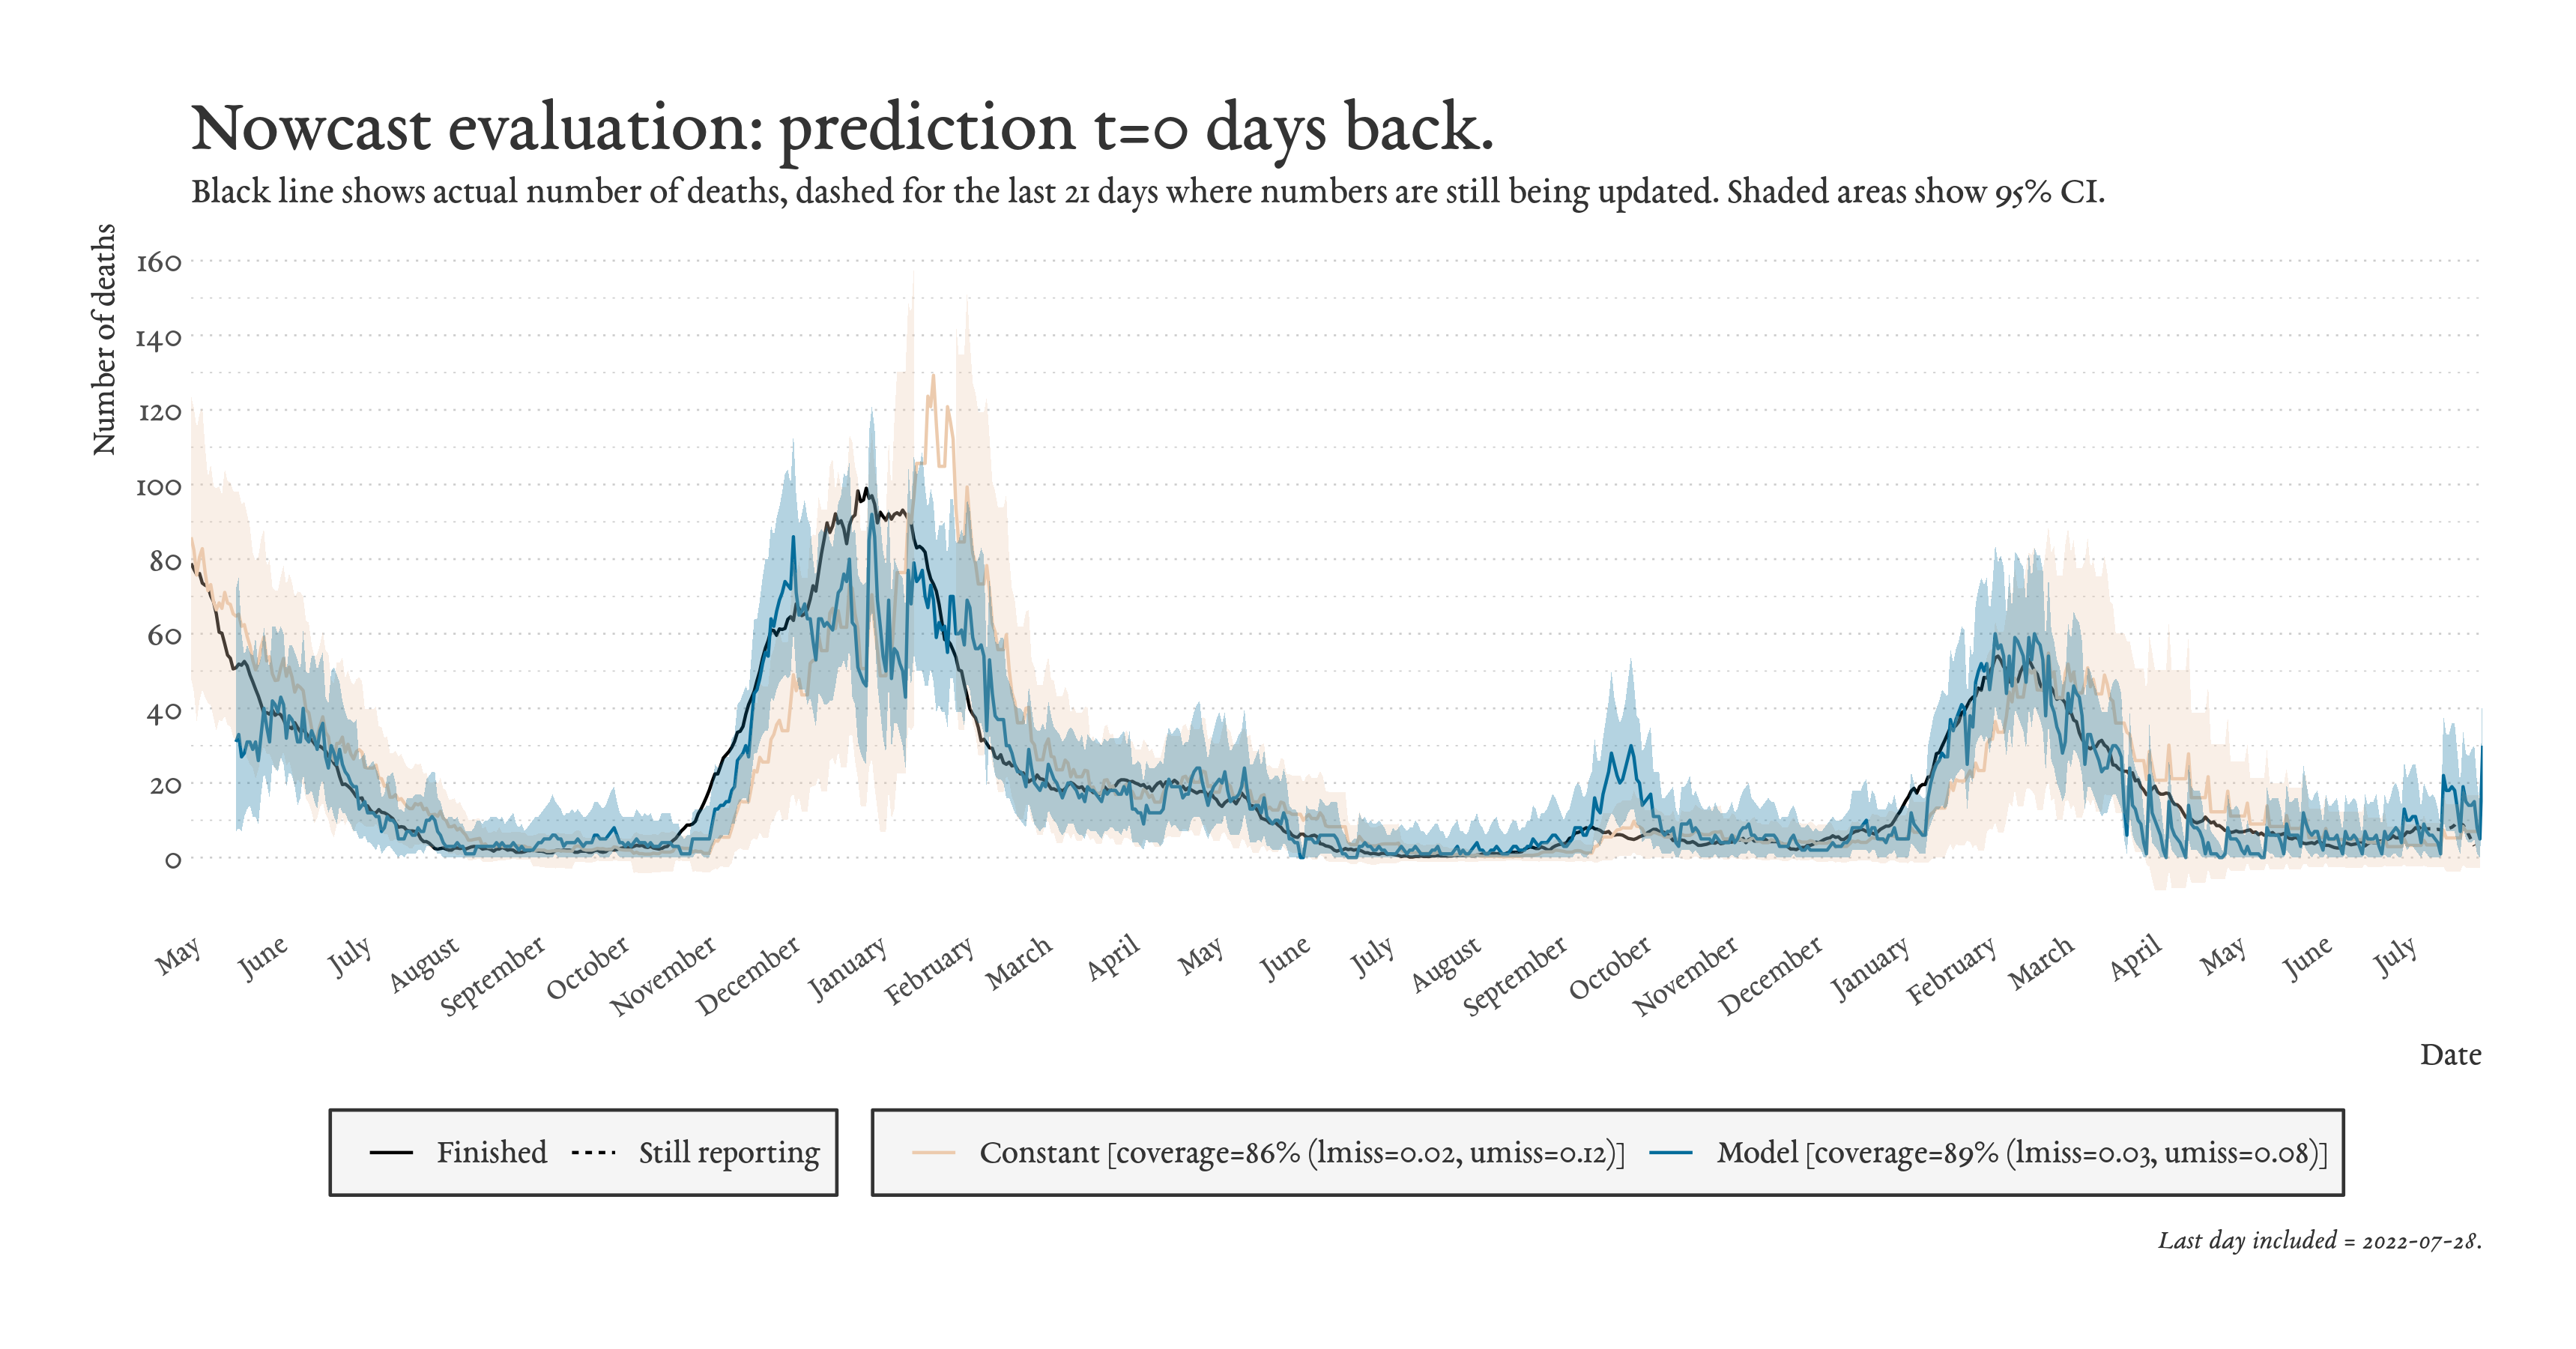 Nowcast evaluation: prediction t=0 days back.
Black line shows actual number of deaths, dashed for the last 21 days where numbers are still being updated. Shaded areas show 95% CI.
Number of deaths
160
140
120
100
80
60
40
20
0
May June July August September October November December January February March April May June July August September October November December January February March April May June July
Date
Finished Still reporting Constant [coverage=86% (lmiss=0.02, umiss=0.12)] Model [coverage=89% (lmiss=0.03, umiss=0.08)]
Last day included = 2022-07-28.